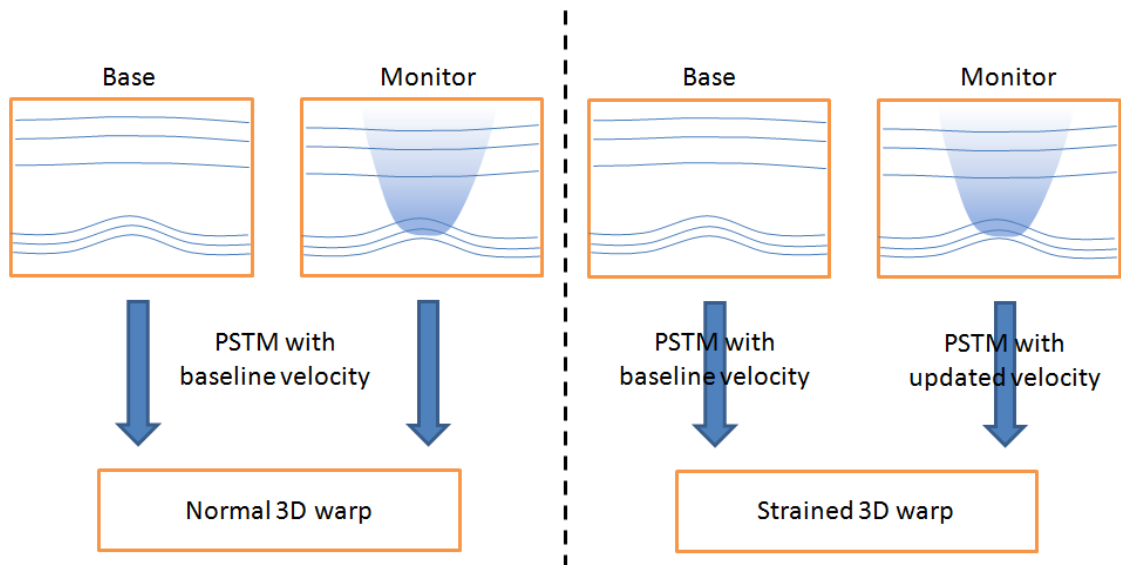 Base
Monitor
PSTM with
baseline velocity
Normal 3D warp
Base
Monitor
PSTM with
baseline velocity
PSTM with
updated velocity
Strained 3D warp